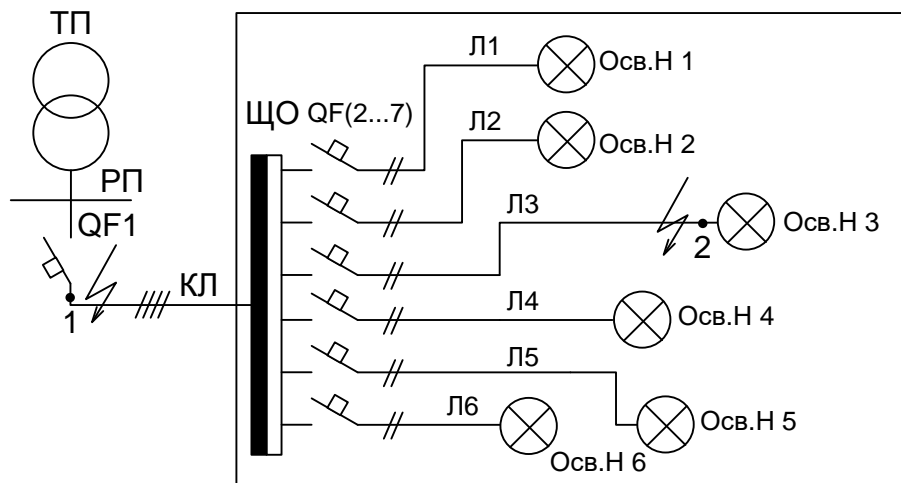 ТП
Л1
Осв.Н 1
ЩО QF(2...7)
Л2
Осв.Н 2
РП
QF1
Л3
Осв.Н 3
2
КЛ
1
Л4
Осв.Н 4
Л5
Осв.Н 5
Л6
Осв.Н 6